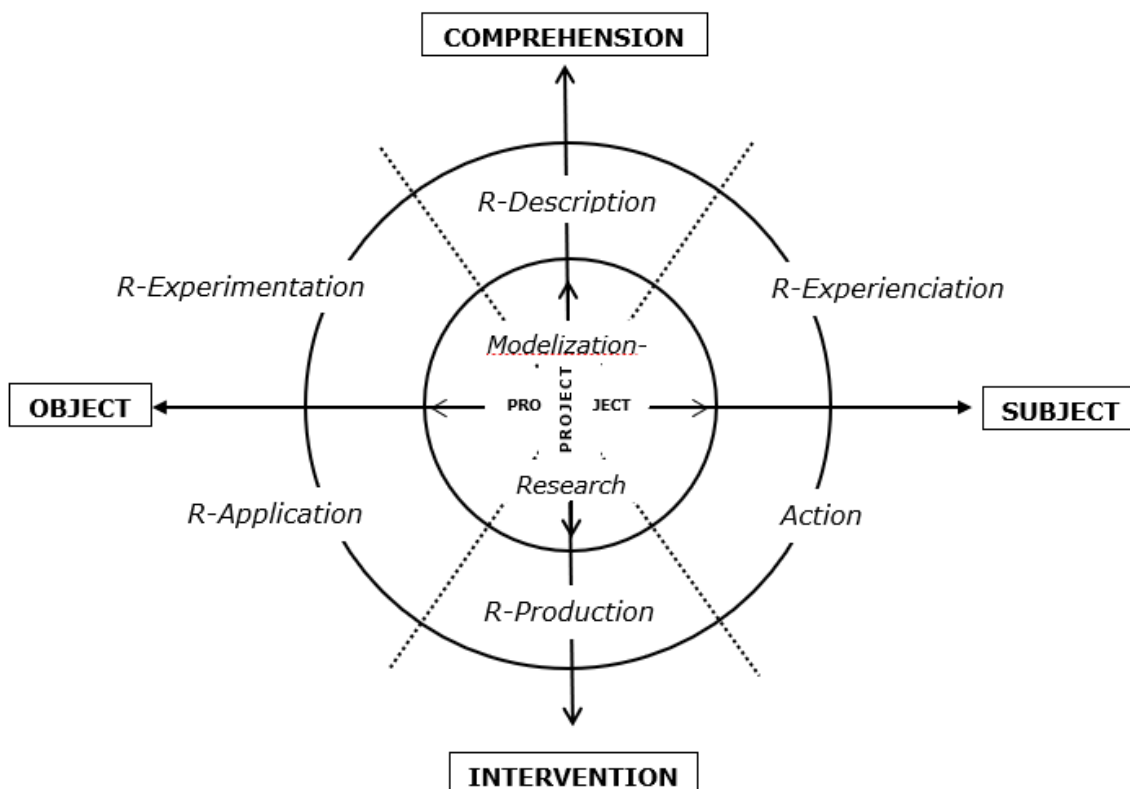 COMPREHENSION
R-Description
R-Experimentation
R-Experienciation
Modelization-
OBJECT
PRO
PROJECT
JECT
SUBJECT
Research
R-Application
Action
R-Production
INTERVENTION